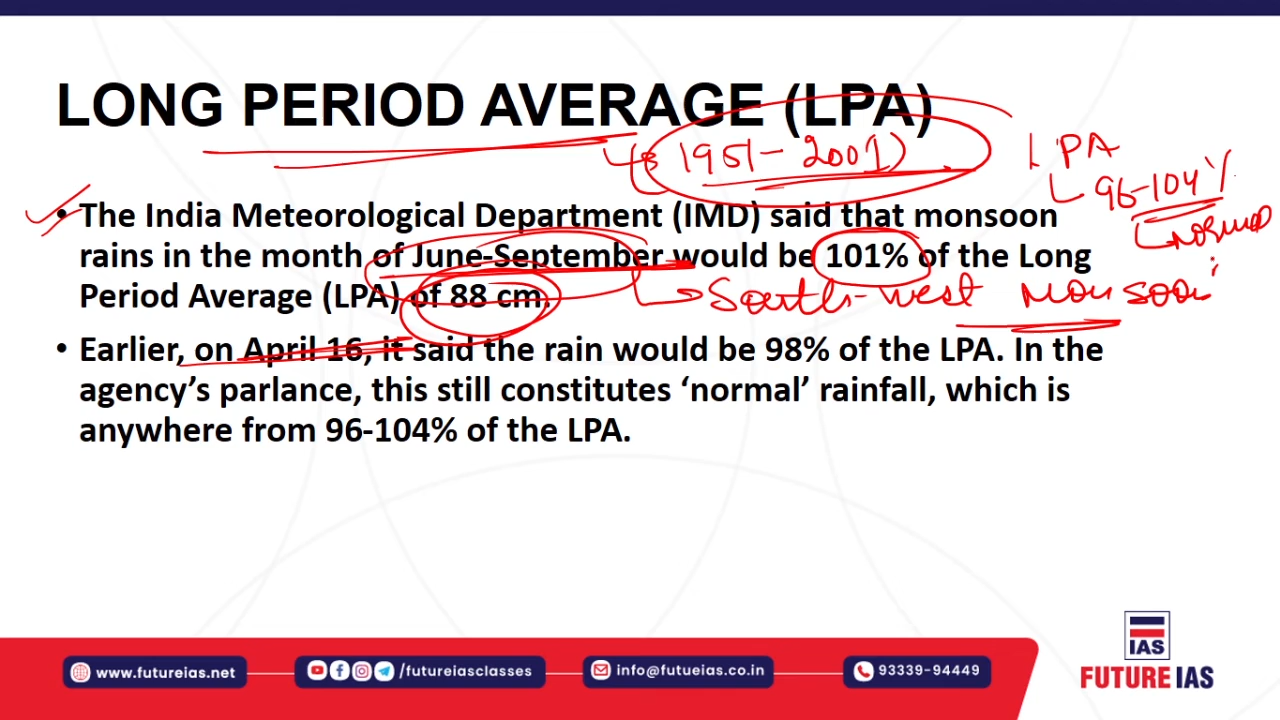 LONG PERIOD AVERAGE (LPA)
1951 - 2001)
LPA
96-104%
normal
• The India Meteorological Department (IMD) said that monsoon
rains in the month of June-September would be 101% of the Long
Period Average (LPA) of 88 cm.
South-west Monsoon
• Earlier, on April 16, it said the rain would be 98% of the LPA. In the
agency's parlance, this still constitutes ‘normal’ rainfall, which is
anywhere from 96-104% of the LPA.
www.futureias.net
/futureiasclasses
info@futueias.co.in
93339-94449
IAS
FUTURE IAS